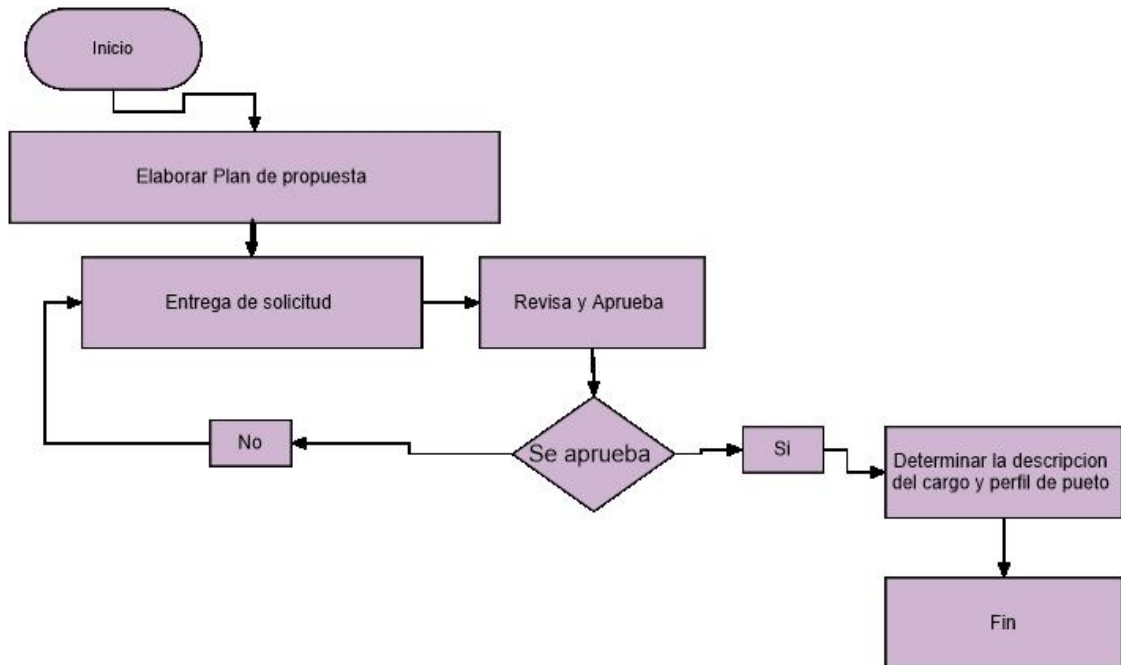 Inicio
Elaborar Plan de propuesta
Entrega de solicitud
Revisa y Aprueba
No
Se aprueba
Si
Determinar la descripcion
del cargo y perfil de pueto
Fin